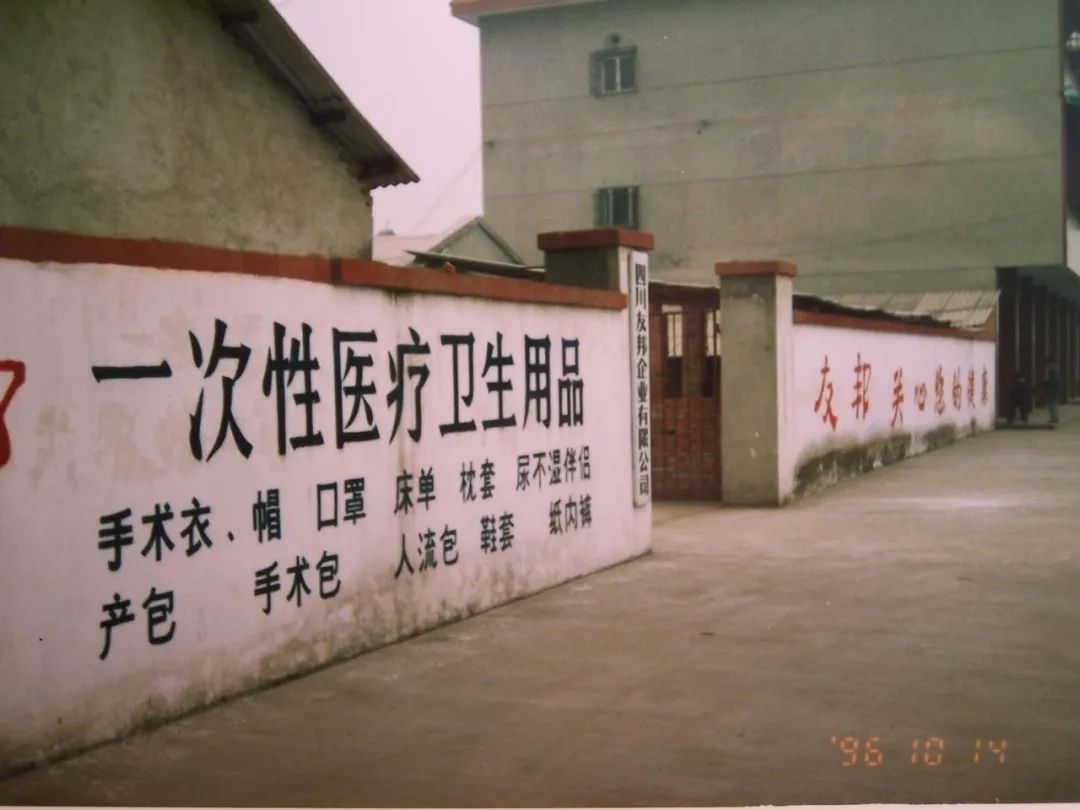 一次性医疗卫生用品
手术衣、帽 口罩 床单 枕套 尿不湿伴侣
产包 手术包 人流包 鞋套 纸内裤
四川友邦企业有限公司
友邦 关心您的健康
'96 10 14